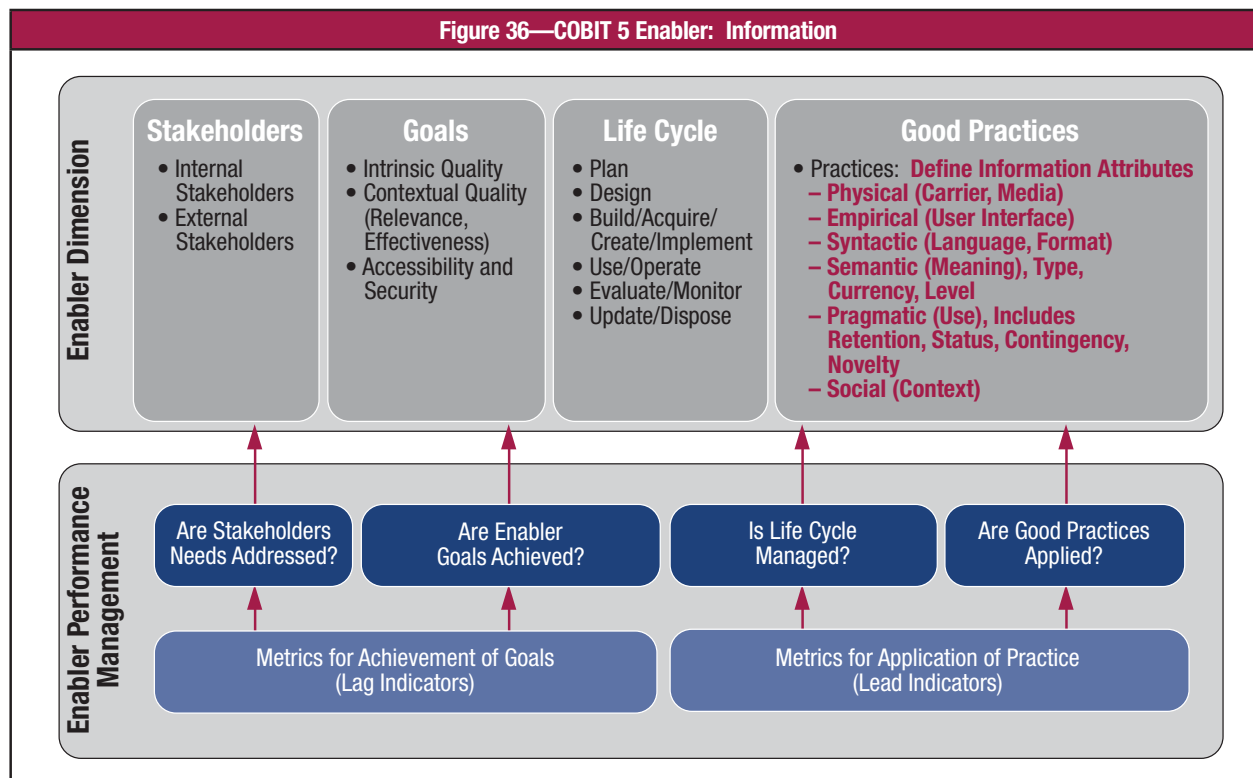 Figure 36—COBIT 5 Enabler: Information
Enabler Dimension
Stakeholders
• Internal
Stakeholders
• External
Stakeholders
Goals
• Intrinsic Quality
• Contextual Quality
(Relevance,
Effectiveness)
• Accessibility and
Security
Life Cycle
• Plan
• Design
• Build/Acquire/
Create/Implement
• Use/Operate
• Evaluate/Monitor
• Update/Dispose
Good Practices
• Practices: Define Information Attributes
– Physical (Carrier, Media)
– Empirical (User Interface)
– Syntactic (Language, Format)
– Semantic (Meaning), Type,
Currency, Level
– Pragmatic (Use), Includes
Retention, Status, Contingency,
Novelty
– Social (Context)
Enabler Performance
Management
Are Stakeholders
Needs Addressed?
Are Enabler
Goals Achieved?
Is Life Cycle
Managed?
Are Good Practices
Applied?
Metrics for Achievement of Goals
(Lag Indicators)
Metrics for Application of Practice
(Lead Indicators)